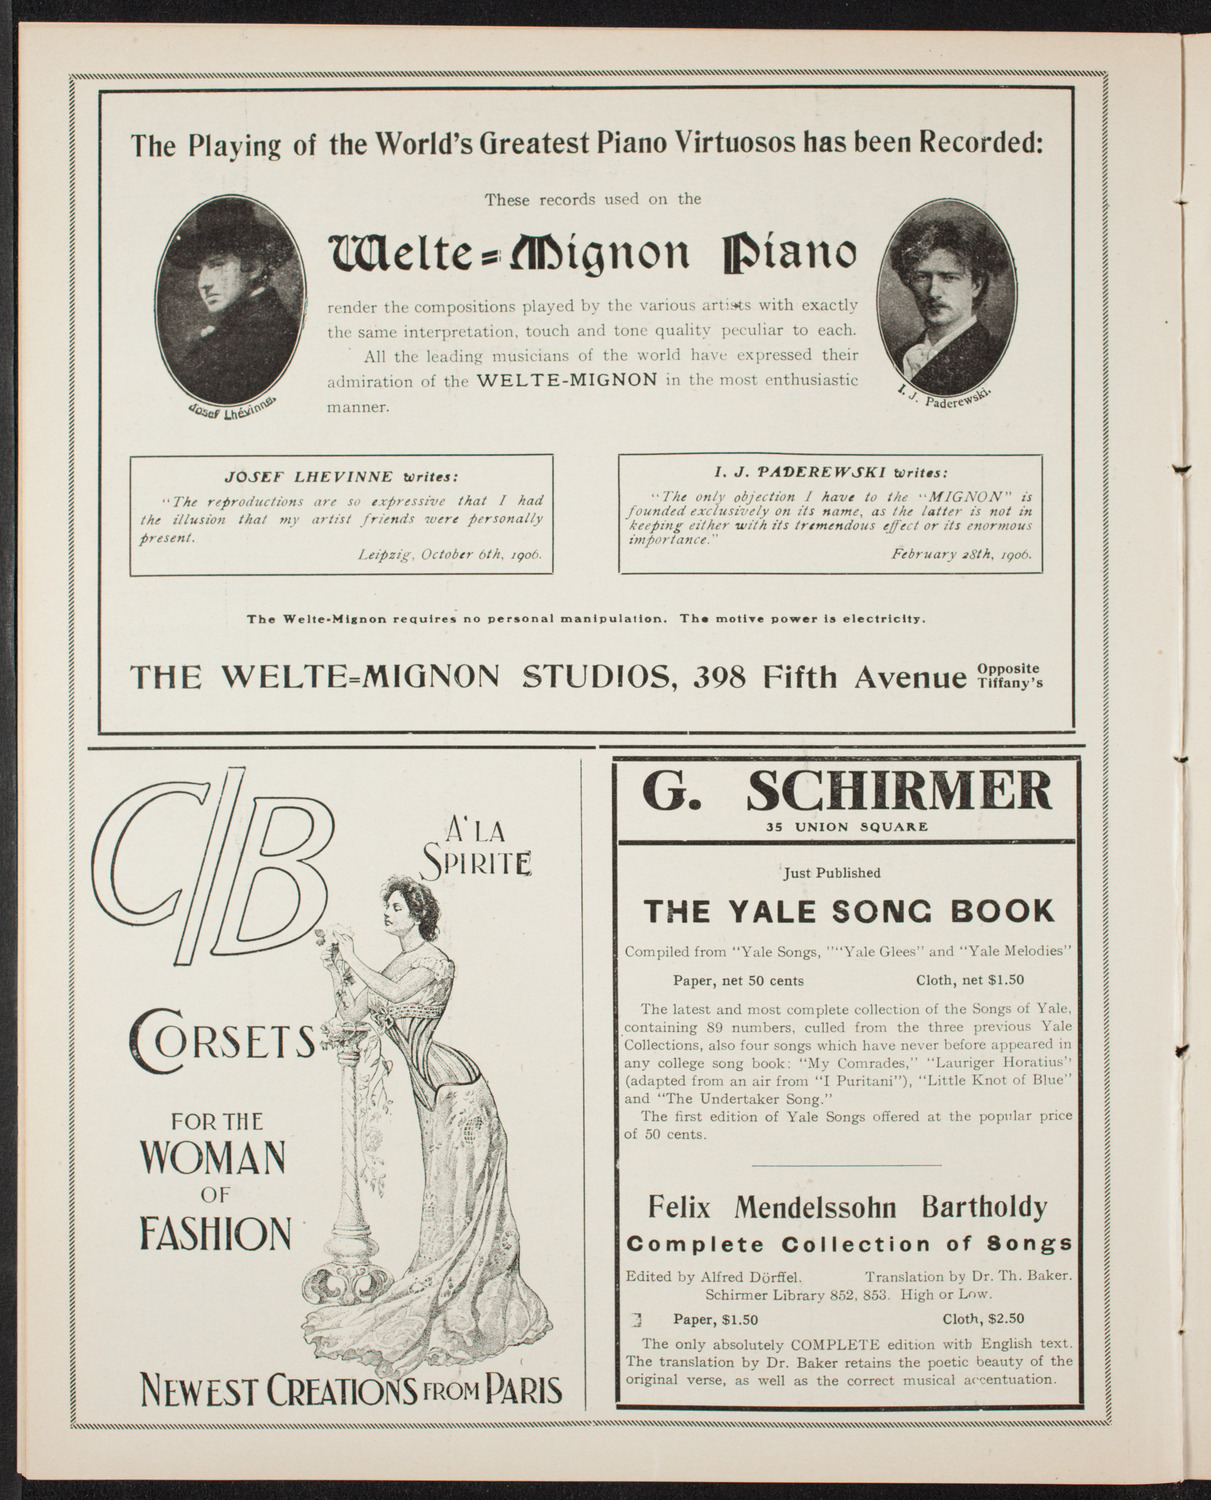 The Playing of the World's Greatest Piano Virtuosos has been Recorded:
These records used on the
Welte=Mignon Piano
render the compositions played by the various artists with exactly
the same interpretation, touch and tone quality peculiar to each.
All the leading musicians of the world have expressed their
admiration of the WELTE-MIGNON in the most enthusiastic
manner.
Josef Lhévinne.
I. J. Paderewski.
JOSEF LHEVINNE writes:
"The reproductions are so expressive that I had
the illusion that my artist friends were personally
present.
Leipzig, October 6th, 1906.
I. J. PADEREWSKI writes:
"The only objection I have to the "MIGNON" is
founded exclusively on its name, as the latter is not in
keeping either with its tremendous effect or its enormous
importance."
February 28th, 1906.
The Welte-Mignon requires no personal manipulation. The motive power is electricity.
THE WELTE=MIGNON STUDIOS, 398 Fifth Avenue Opposite Tiffany's
C/B
A' LA
SPIRITE
CORSETS
FOR THE
WOMAN
OF
FASHION
NEWEST CREATIONS FROM PARIS
G. SCHIRMER
35 UNION SQUARE
Just Published
THE YALE SONG BOOK
Compiled from "Yale Songs, ""Yale Glees" and "Yale Melodies"
Paper, net 50 cents Cloth, net $1.50
The latest and most complete collection of the Songs of Yale,
containing 89 numbers, culled from the three previous Yale
Collections, also four songs which have never before appeared in
any college song book: "My Comrades," "Lauriger Horatius"
(adapted from an air from "I Puritani"), "Little Knot of Blue"
and "The Undertaker Song."
The first edition of Yale Songs offered at the popular price
of 50 cents.
Felix Mendelssohn Bartholdy
Complete Collection of Songs
Edited by Alfred Dörffel. Translation by Dr. Th. Baker.
Schirmer Library 852, 853. High or Low.
Paper, $1.50 Cloth, $2.50
The only absolutely COMPLETE edition with English text.
The translation by Dr. Baker retains the poetic beauty of the
original verse, as well as the correct musical accentuation.